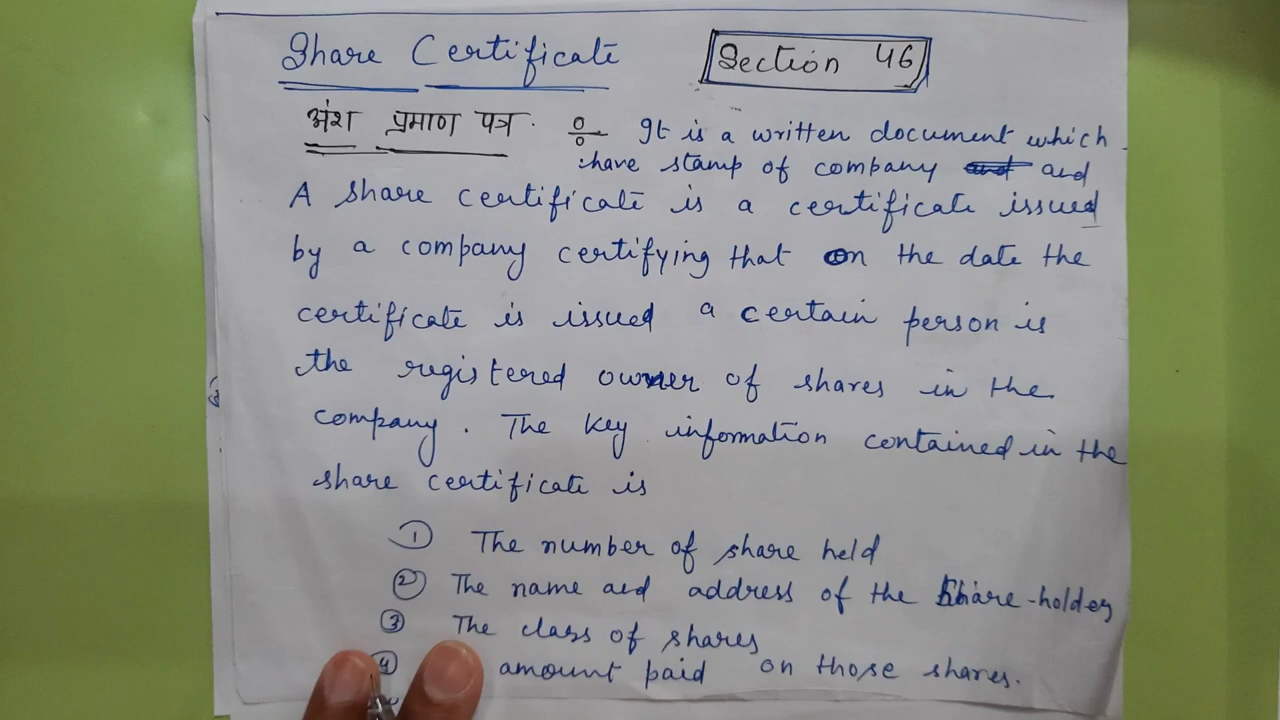 Share Certificate
Section 46
अंश प्रमाण पत्र
It is a written document which
have stamp of company and
A share certificate is a certificate issued
by a company certifying that on the date the
certificate is issued a certain person is
the registered owner of shares in the
company. The key information contained in the
share certificate is
① The number of share held
② The name and address of the Share-holder
③ The class of shares
④ amount paid on those shares.